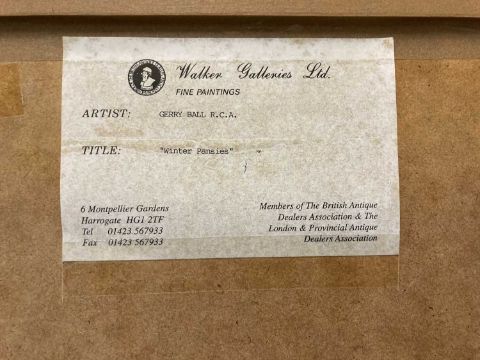 Walker Galleries Ltd.
FINE PAINTINGS
ARTIST: GERRY BALL R.C.A.
TITLE: "Winter Pansies"
6 Montpellier Gardens
Harrogate HG1 2TF
Tel 01423 567933
Fax 01423 567933
Members of The British Antique
Dealers Association & The
London & Provincial Antique
Dealers Association